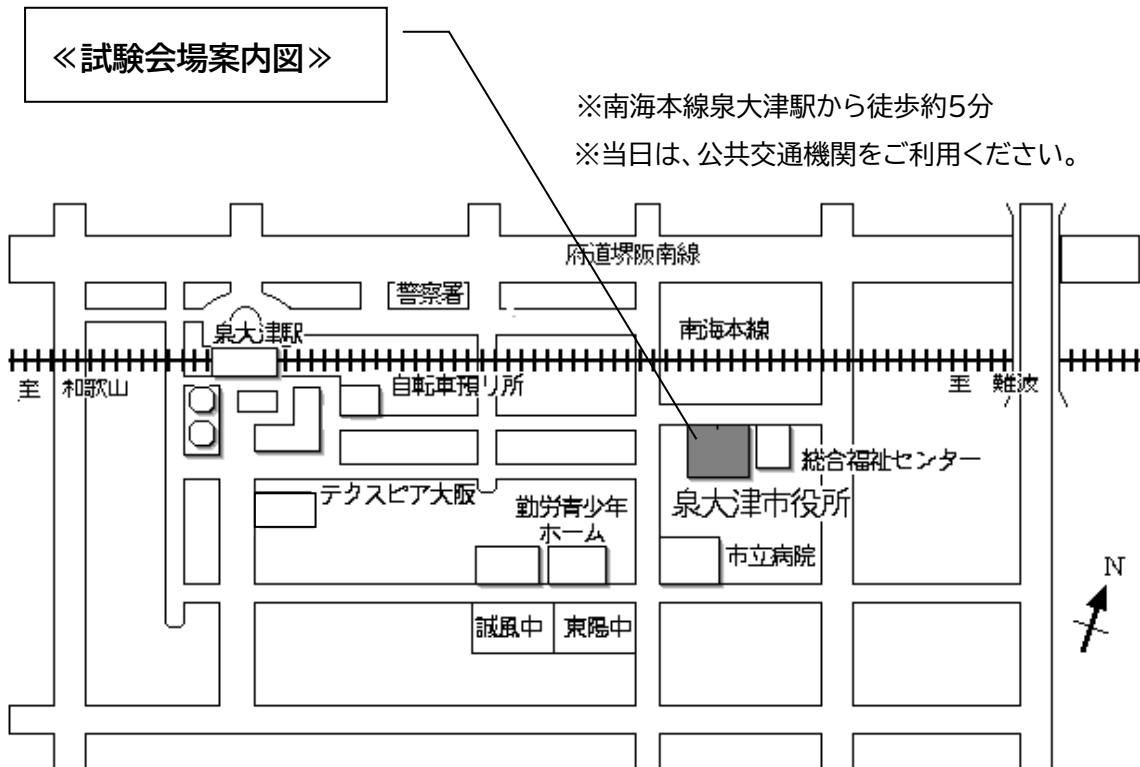 ≪試験会場案内図≫
※南海本線泉大津駅から徒歩約5分
※当日は、公共交通機関をご利用ください。
府道堺阪南線
警察署
泉大津駅
南海本線
至 和歌山
自転車預り所
至 難波
総合福祉センター
テクスピア大阪
泉大津市役所
勤労青少年
ホーム
市立病院
N
誠風中
東陽中